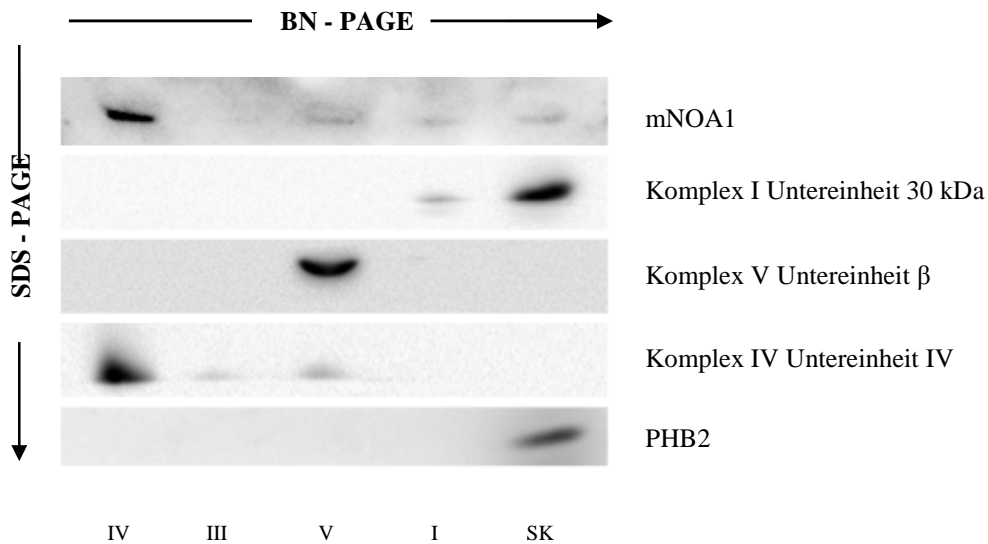 BN - PAGE
SDS - PAGE
mNOA1
Komplex I Untereinheit 30 kDa
Komplex V Untereinheit β
Komplex IV Untereinheit IV
PHB2
IV III V I SK